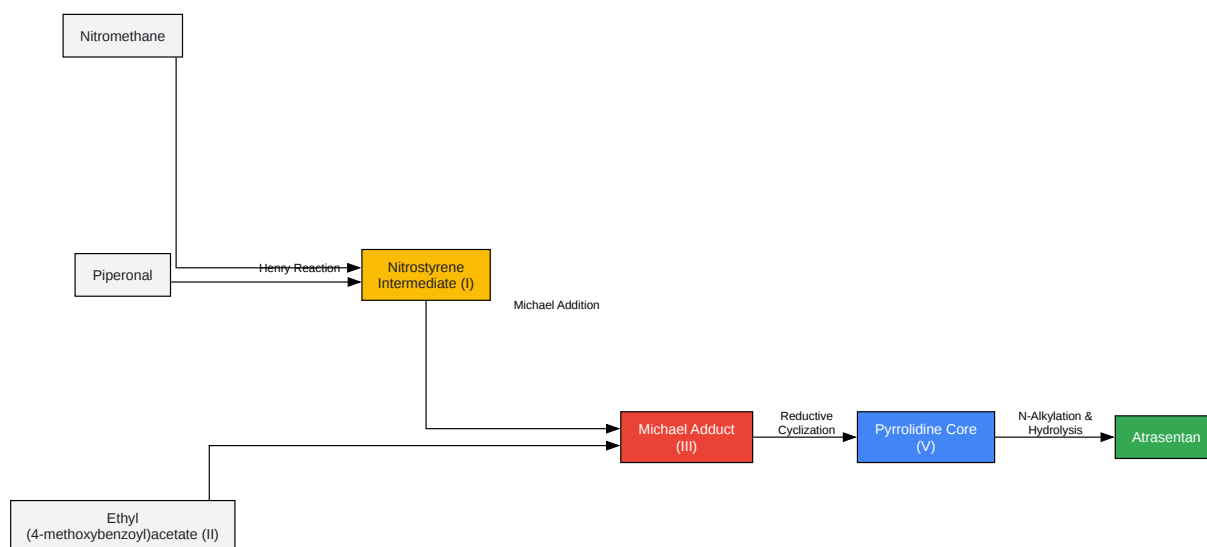 Nitromethane
Piperonal
Henry Reaction
Nitrostyrene
Intermediate (I)
Michael Addition
Ethyl
(4-methoxybenzoyl)acetate (II)
Michael Adduct
(III)
Reductive
Cyclization
Pyrrolidine Core
(V)
N-Alkylation &
Hydrolysis
Atrasentan